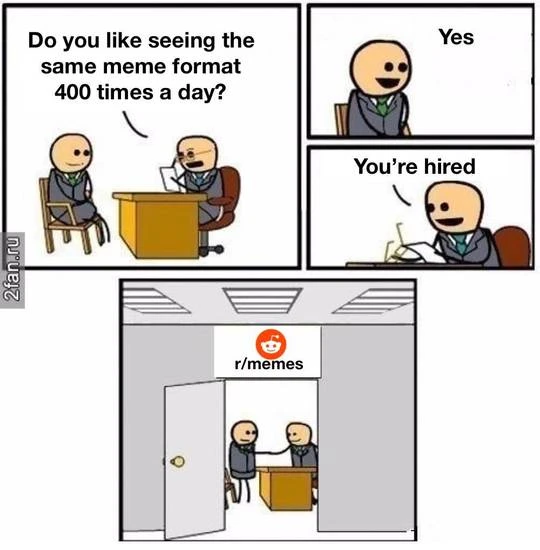 Do you like seeing the
same meme format
400 times a day?
Yes
You’re hired
2fan.ru
r/memes